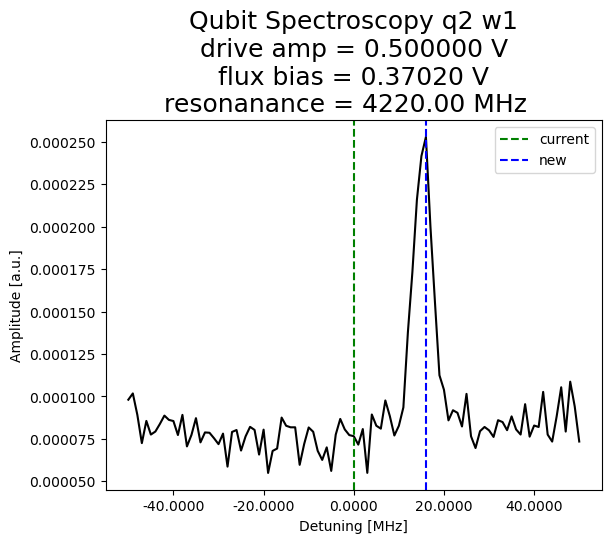 Qubit Spectroscopy q2 w1
drive amp = 0.500000 V
flux bias = 0.37020 V
resonanance = 4220.00 MHz
current
new
0.000250
0.000225
0.000200
0.000175
0.000150
0.000125
0.000100
0.000075
0.000050
Amplitude [a.u.]
-40.0000 -20.0000 0.0000 20.0000 40.0000
Detuning [MHz]